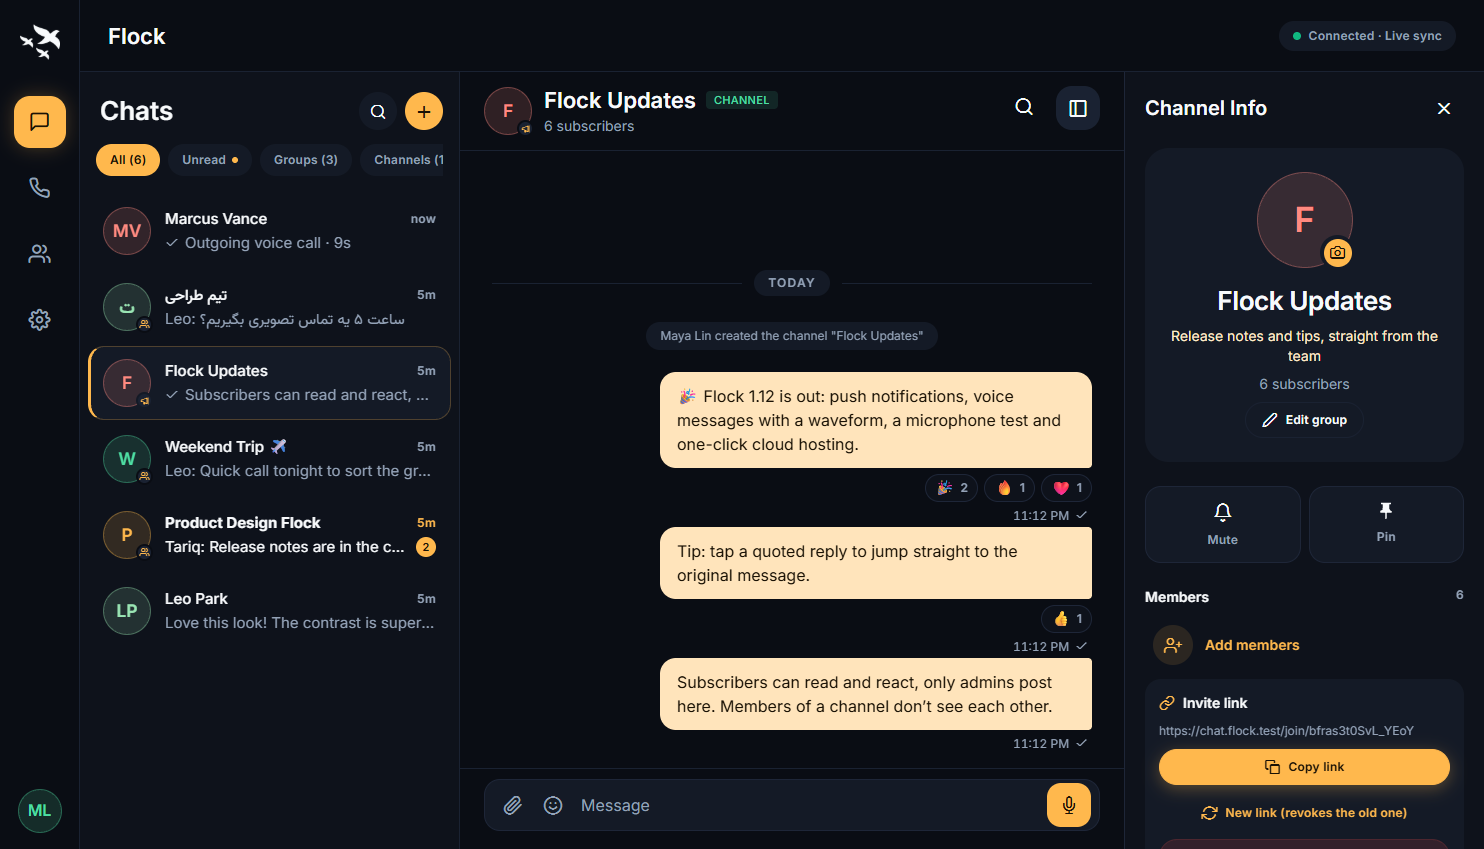 Flock
Connected · Live sync
Chats
All (6)
Unread
Groups (3)
Channels (1
MV
Marcus Vance
now
Outgoing voice call · 9s
ت
تیم طراحی
5m
Leo: ساعت ۵ یه تماس تصویری بگیریم؟
F
Flock Updates
5m
Subscribers can read and react, ...
W
Weekend Trip ✈️
5m
Leo: Quick call tonight to sort the gr...
P
Product Design Flock
5m
Tariq: Release notes are in the c...
2
LP
Leo Park
5m
Love this look! The contrast is super...
ML
F
Flock Updates
CHANNEL
6 subscribers
TODAY
Maya Lin created the channel "Flock Updates"
🎉 Flock 1.12 is out: push notifications, voice
messages with a waveform, a microphone test and
one-click cloud hosting.
🎉 2
🔥 1
❤️ 1
11:12 PM
Tip: tap a quoted reply to jump straight to the
original message.
👍 1
11:12 PM
Subscribers can read and react, only admins post
here. Members of a channel don’t see each other.
11:12 PM
Message
Channel Info
F
Flock Updates
Release notes and tips, straight from the
team
6 subscribers
Edit group
Mute
Pin
Members
6
Add members
Invite link
https://chat.flock.test/join/bfras3t0SvL_YEoY
Copy link
New link (revokes the old one)